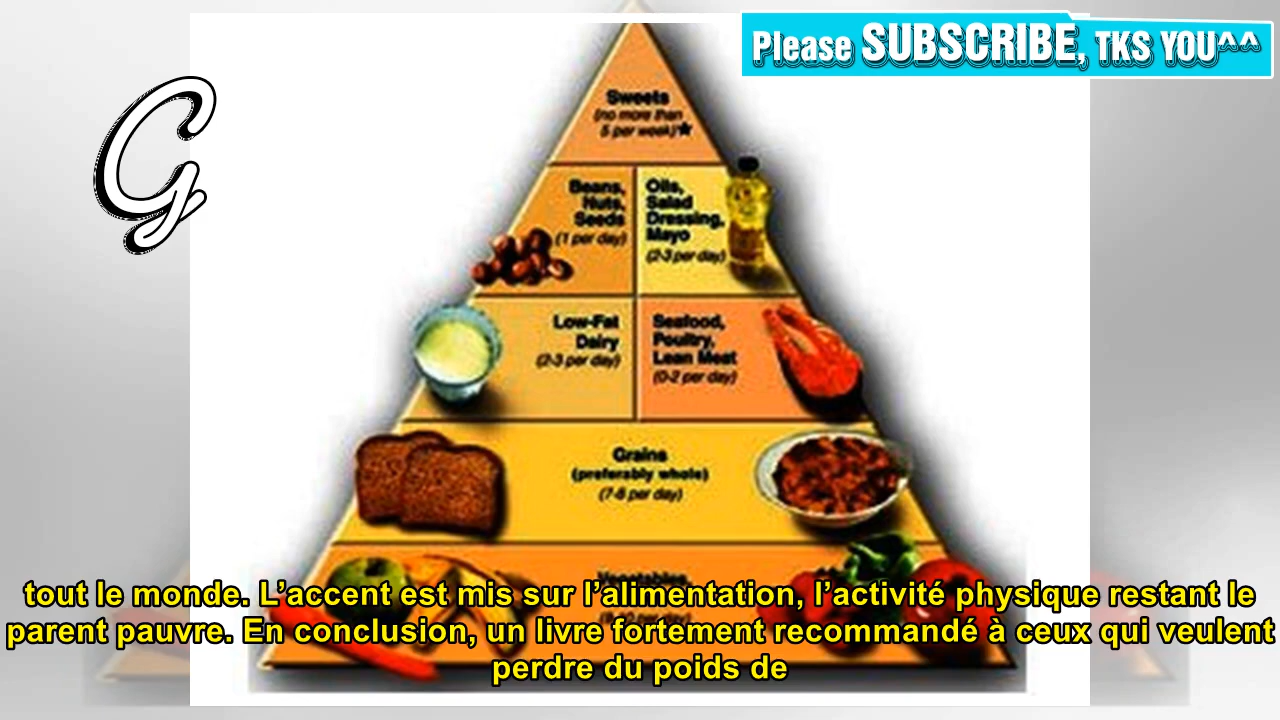 Please SUBSCRIBE, TKS YOU^^
G
Sweets
(no more than
5 per week)★
Beans,
Nuts,
Seeds
(1 per day)
Oils,
Salad
Dressing,
Mayo
(2-3 per day)
Low-Fat
Dairy
(2-3 per day)
Seafood,
Poultry,
Lean Meat
(0-2 per day)
Grains
(preferably whole)
(7-8 per day)
tout le monde. L’accent est mis sur l’alimentation, l’activité physique restant le
parent pauvre. En conclusion, un livre fortement recommandé à ceux qui veulent
perdre du poids de